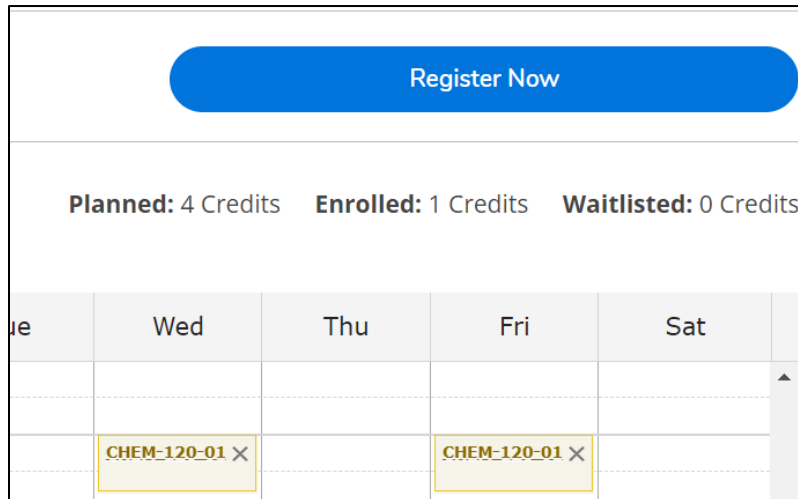 Register Now
Planned: 4 Credits Enrolled: 1 Credits Waitlisted: 0 Credits
ue Wed Thu Fri Sat
CHEM-120-01 CHEM-120-01